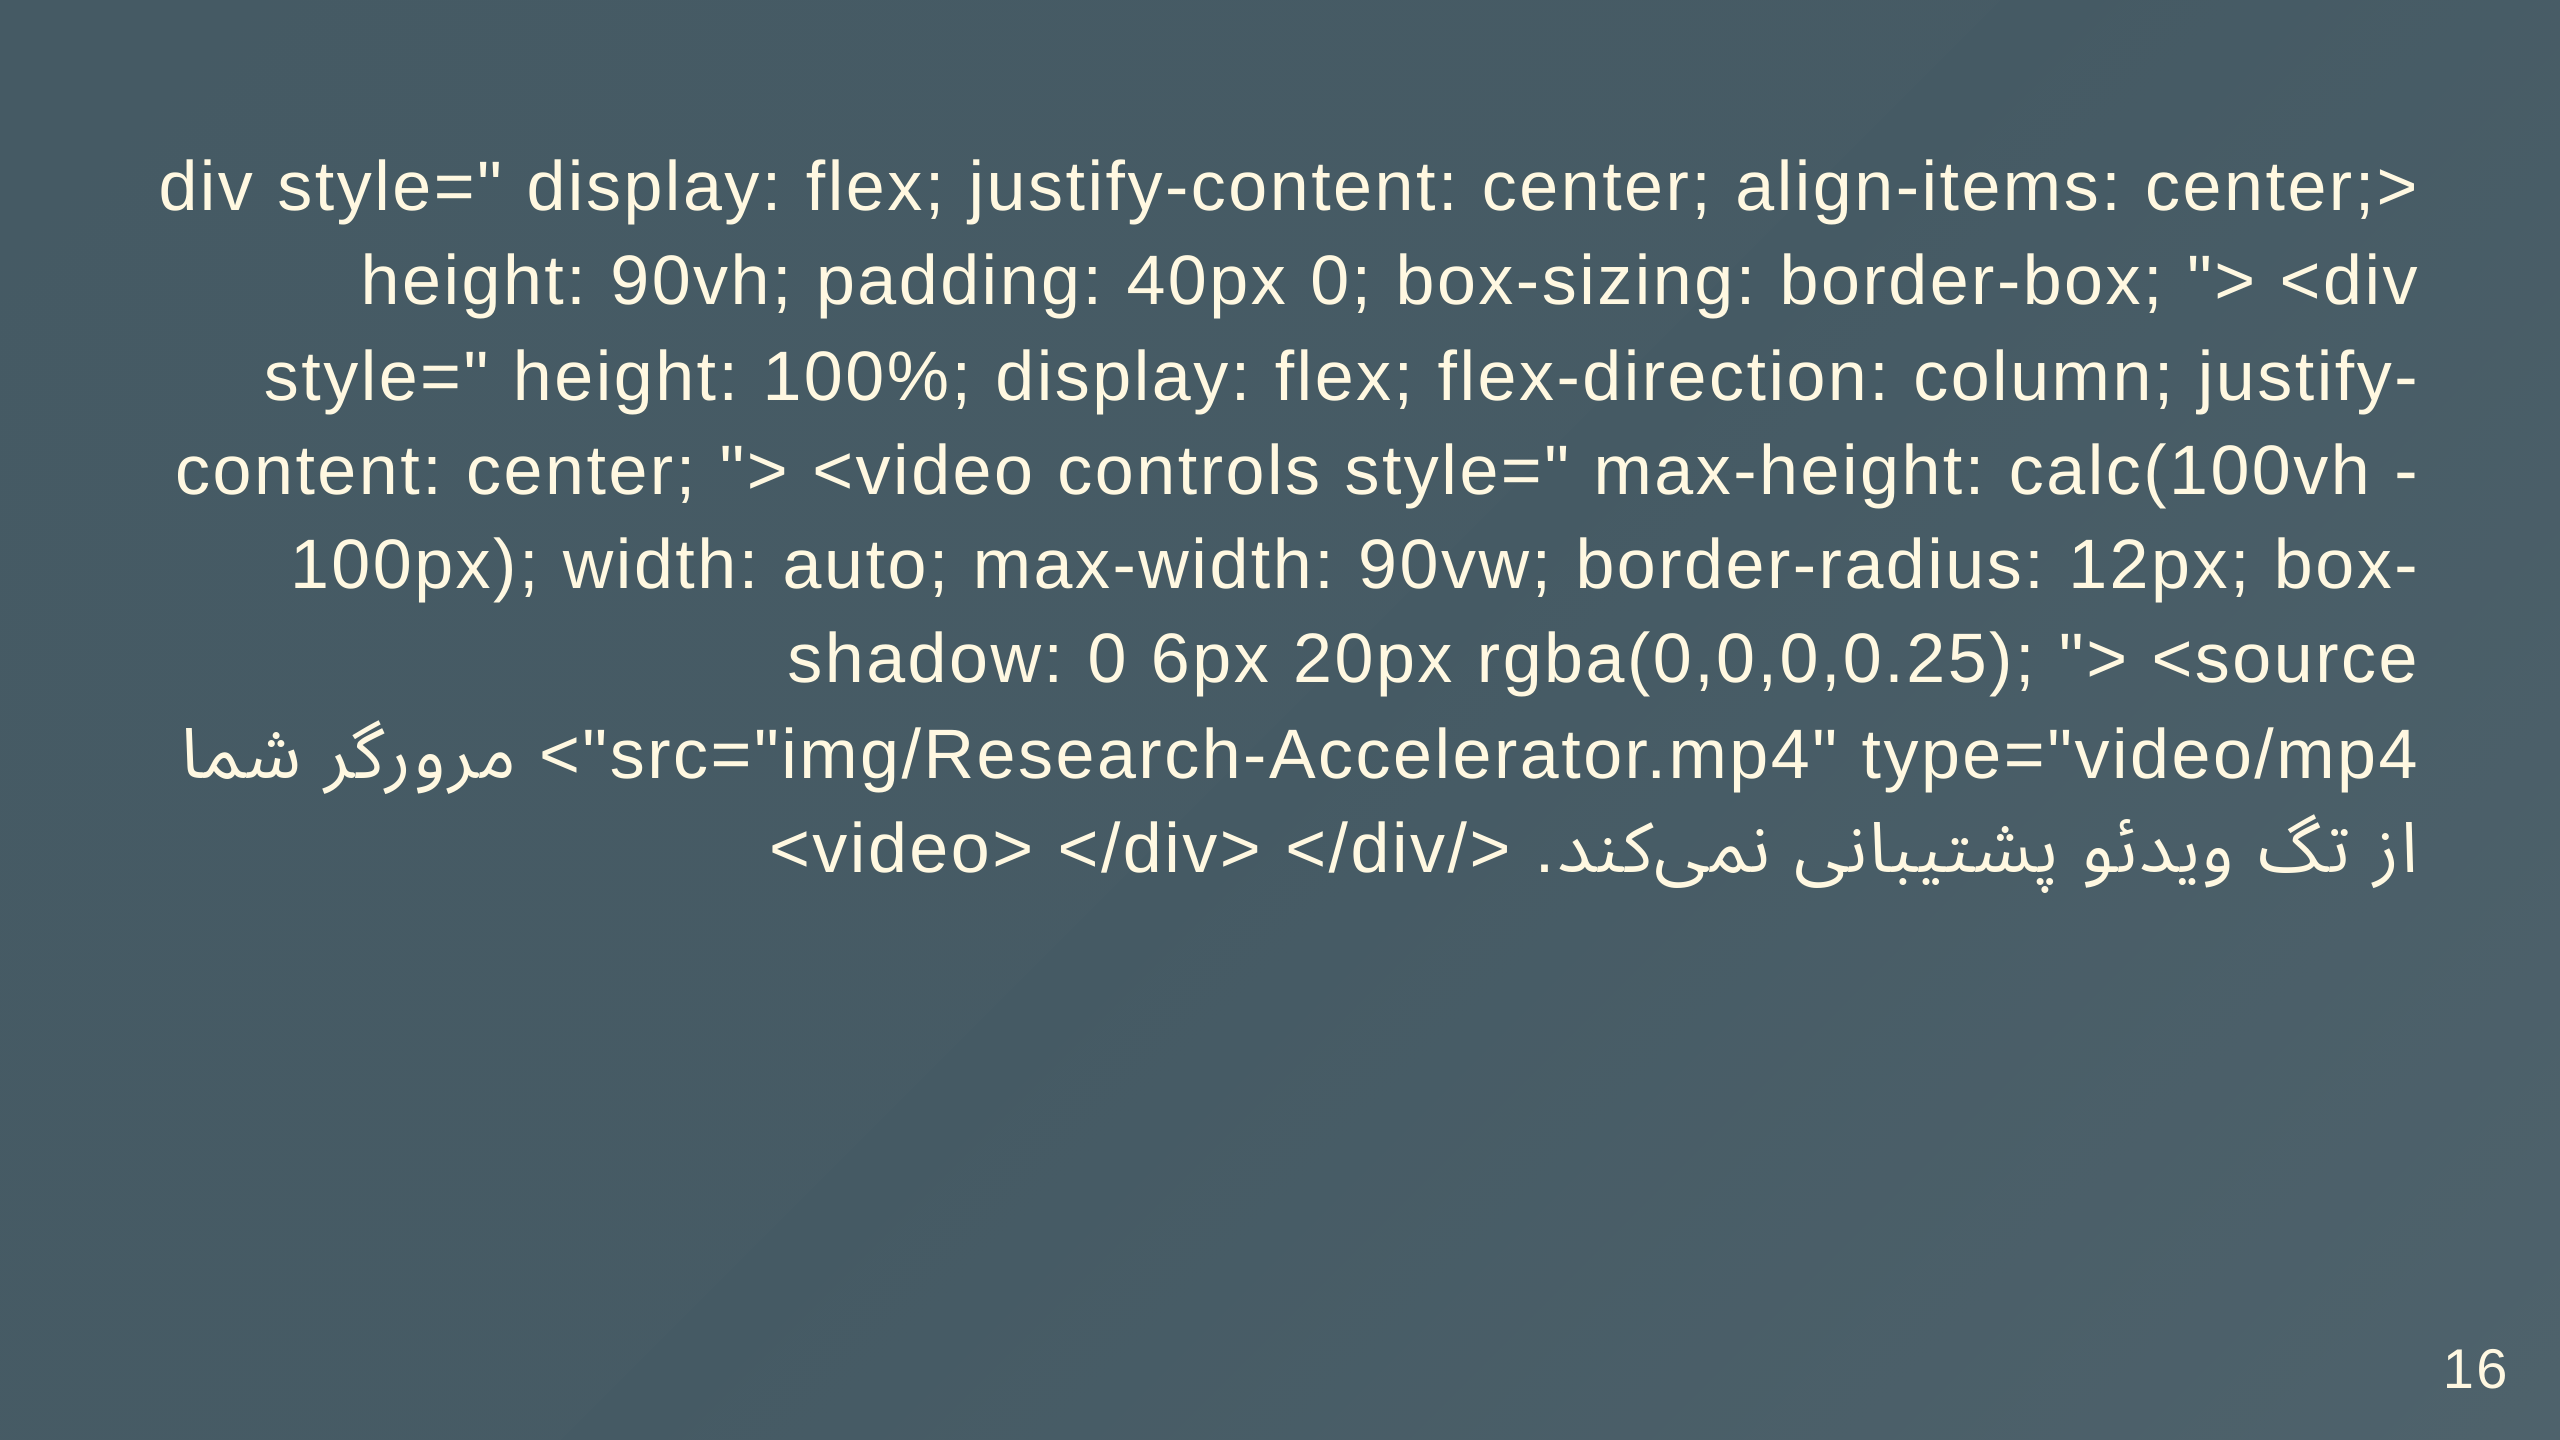 <div style=" display: flex; justify-content: center; align-items: center;
height: 90vh; padding: 40px 0; box-sizing: border-box; "> <div
style=" height: 100%; display: flex; flex-direction: column; justify-
content: center; "> <video controls style=" max-height: calc(100vh -
100px); width: auto; max-width: 90vw; border-radius: 12px; box-
shadow: 0 6px 20px rgba(0,0,0,0.25); "> <source
src="img/Research-Accelerator.mp4" type="video/mp4"> مرورگر شما
از تگ ویدئو پشتیبانی نمی‌کند. </video> </div> </div>
16